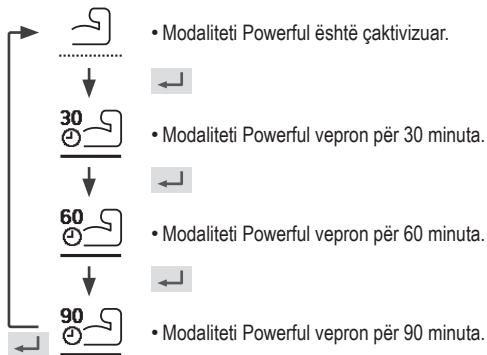 • Modaliteti Powerful është çaktivizuar.
30
• Modaliteti Powerful vepron për 30 minuta.
60
• Modaliteti Powerful vepron për 60 minuta.
90
• Modaliteti Powerful vepron për 90 minuta.